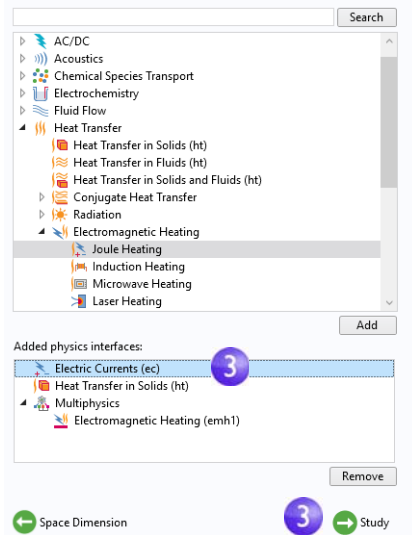 Search
AC/DC
Acoustics
Chemical Species Transport
Electrochemistry
Fluid Flow
Heat Transfer
Heat Transfer in Solids (ht)
Heat Transfer in Fluids (ht)
Heat Transfer in Solids and Fluids (ht)
Conjugate Heat Transfer
Radiation
Electromagnetic Heating
Joule Heating
Induction Heating
Microwave Heating
Laser Heating
Add
Added physics interfaces:
Electric Currents (ec) 3
Heat Transfer in Solids (ht)
Multiphysics
Electromagnetic Heating (emh1)
Remove
Space Dimension 3 Study